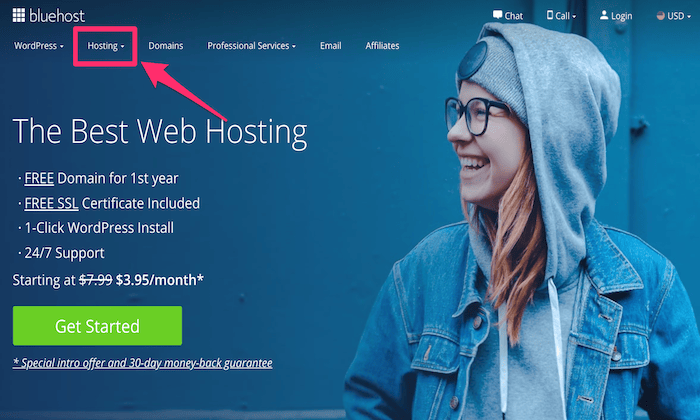 bluehost
Chat
Call
Login
USD
WordPress
Hosting
Domains
Professional Services
Email
Affiliates
The Best Web Hosting
· FREE Domain for 1st year
· FREE SSL Certificate Included
· 1-Click WordPress Install
· 24/7 Support
Starting at $7.99 $3.95/month*
Get Started
* Special intro offer and 30-day money-back guarantee